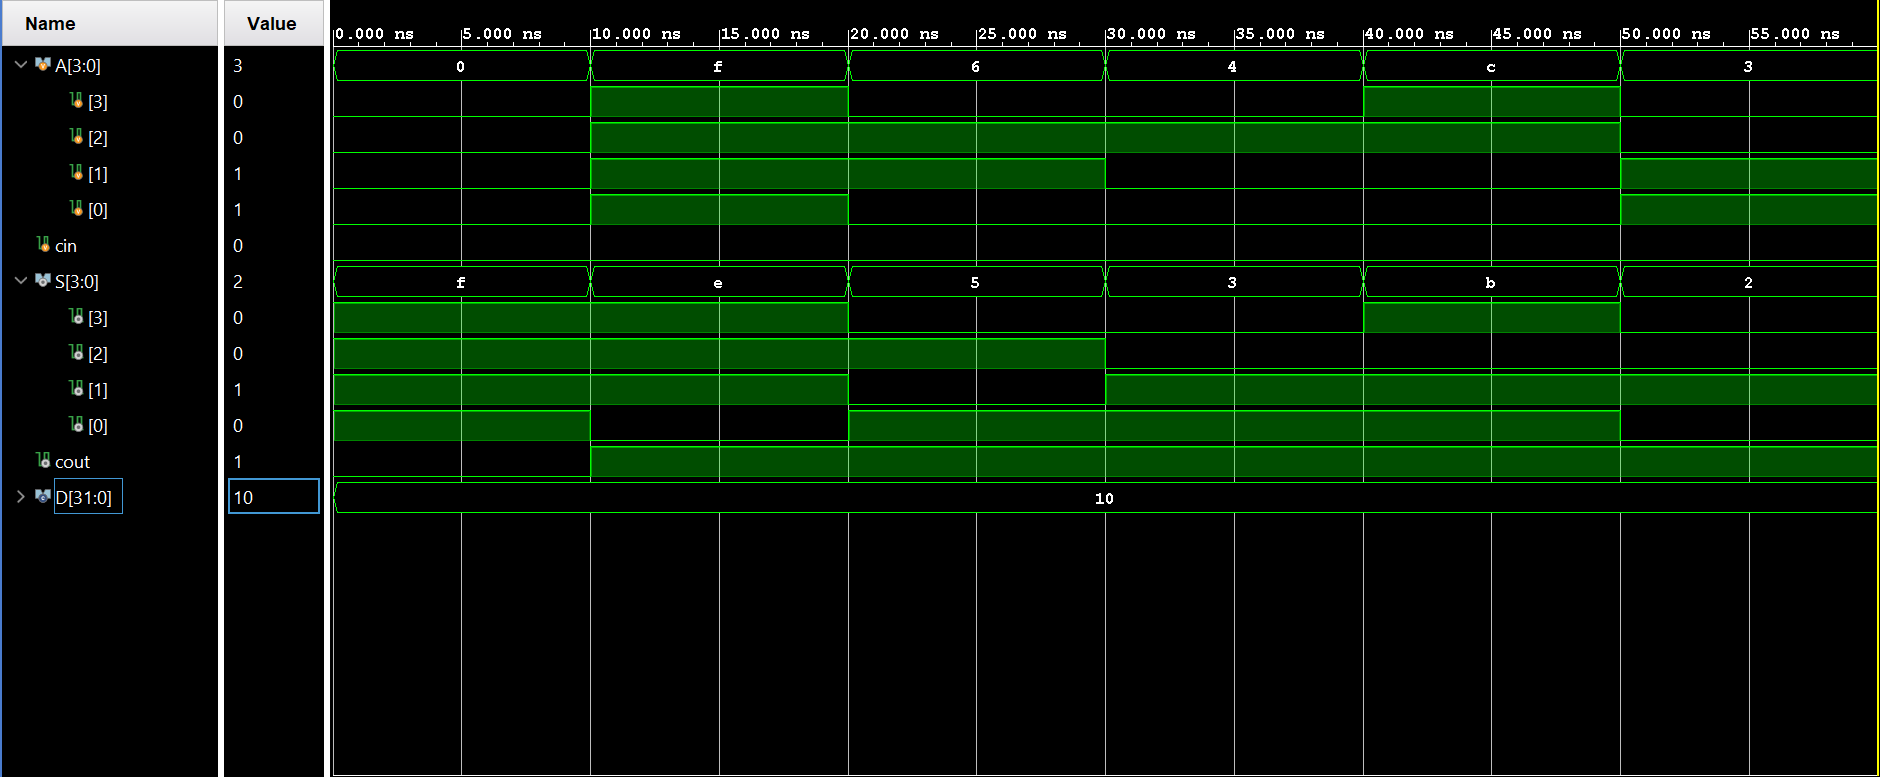 Name Value
0.000 ns 5.000 ns 10.000 ns 15.000 ns 20.000 ns 25.000 ns 30.000 ns 35.000 ns 40.000 ns 45.000 ns 50.000 ns 55.000 ns
A[3:0] 3 0 f 6 4 c 3
[3] 0
[2] 0
[1] 1
[0] 1
cin 0
S[3:0] 2 f e 5 3 b 2
[3] 0
[2] 0
[1] 1
[0] 0
cout 1
D[31:0] 10 10